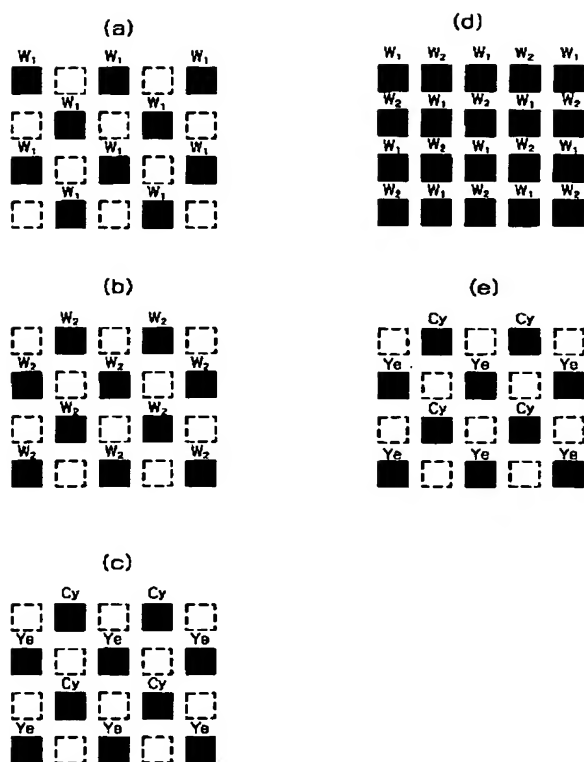 (a)
W₁ W₁ W₁
W₁ W₁
W₁ W₁ W₁
W₁ W₁
(b)
W₂ W₂
W₂ W₂ W₂
W₂ W₂
W₂ W₂ W₂
(c)
Cy Cy
Ye Ye Ye
Cy Cy
Ye Ye Ye
(d)
W₁ W₂ W₁ W₂ W₁
W₂ W₁ W₂ W₁ W₂
W₁ W₂ W₁ W₂ W₁
W₂ W₁ W₂ W₁ W₂
(e)
Cy Cy
Ye Ye Ye
Cy Cy
Ye Ye Ye